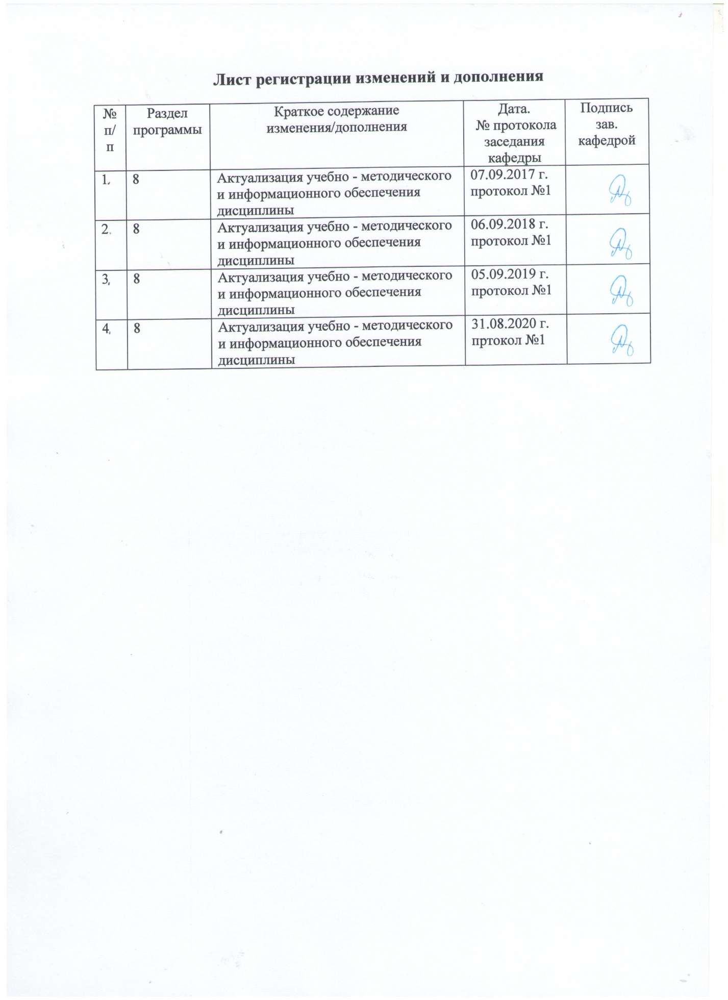 Лист регистрации изменений и дополнения
№ п/ п
Раздел программы
Краткое содержание изменения/дополнения
Дата. № протокола заседания кафедры
Подпись зав. кафедрой
1.
8
Актуализация учебно - методического
и информационного обеспечения
дисциплины
07.09.2017 г.
протокол №1
2.
8
Актуализация учебно - методического
и информационного обеспечения
дисциплины
06.09.2018 г.
протокол №1
3.
8
Актуализация учебно - методического
и информационного обеспечения
дисциплины
05.09.2019 г.
протокол №1
4.
8
Актуализация учебно - методического
и информационного обеспечения
дисциплины
31.08.2020 г.
пртокол №1